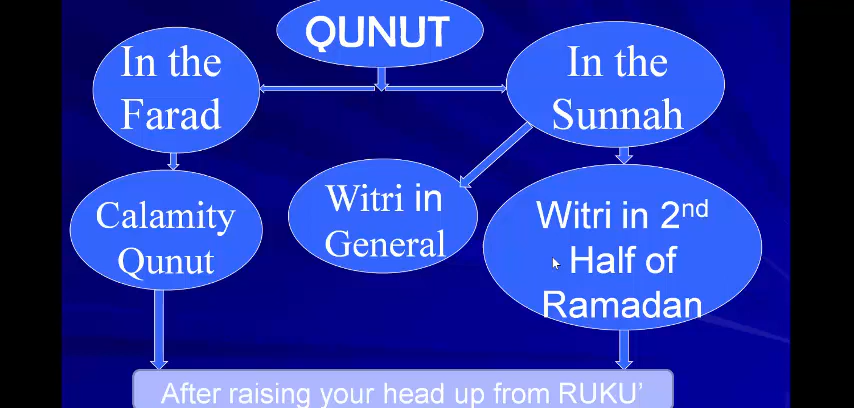 QUNUT
In the
Farad
In the
Sunnah
Calamity
Qunut
Witri in
General
Witri in 2nd
Half of
Ramadan
After raising your head up from RUKU'